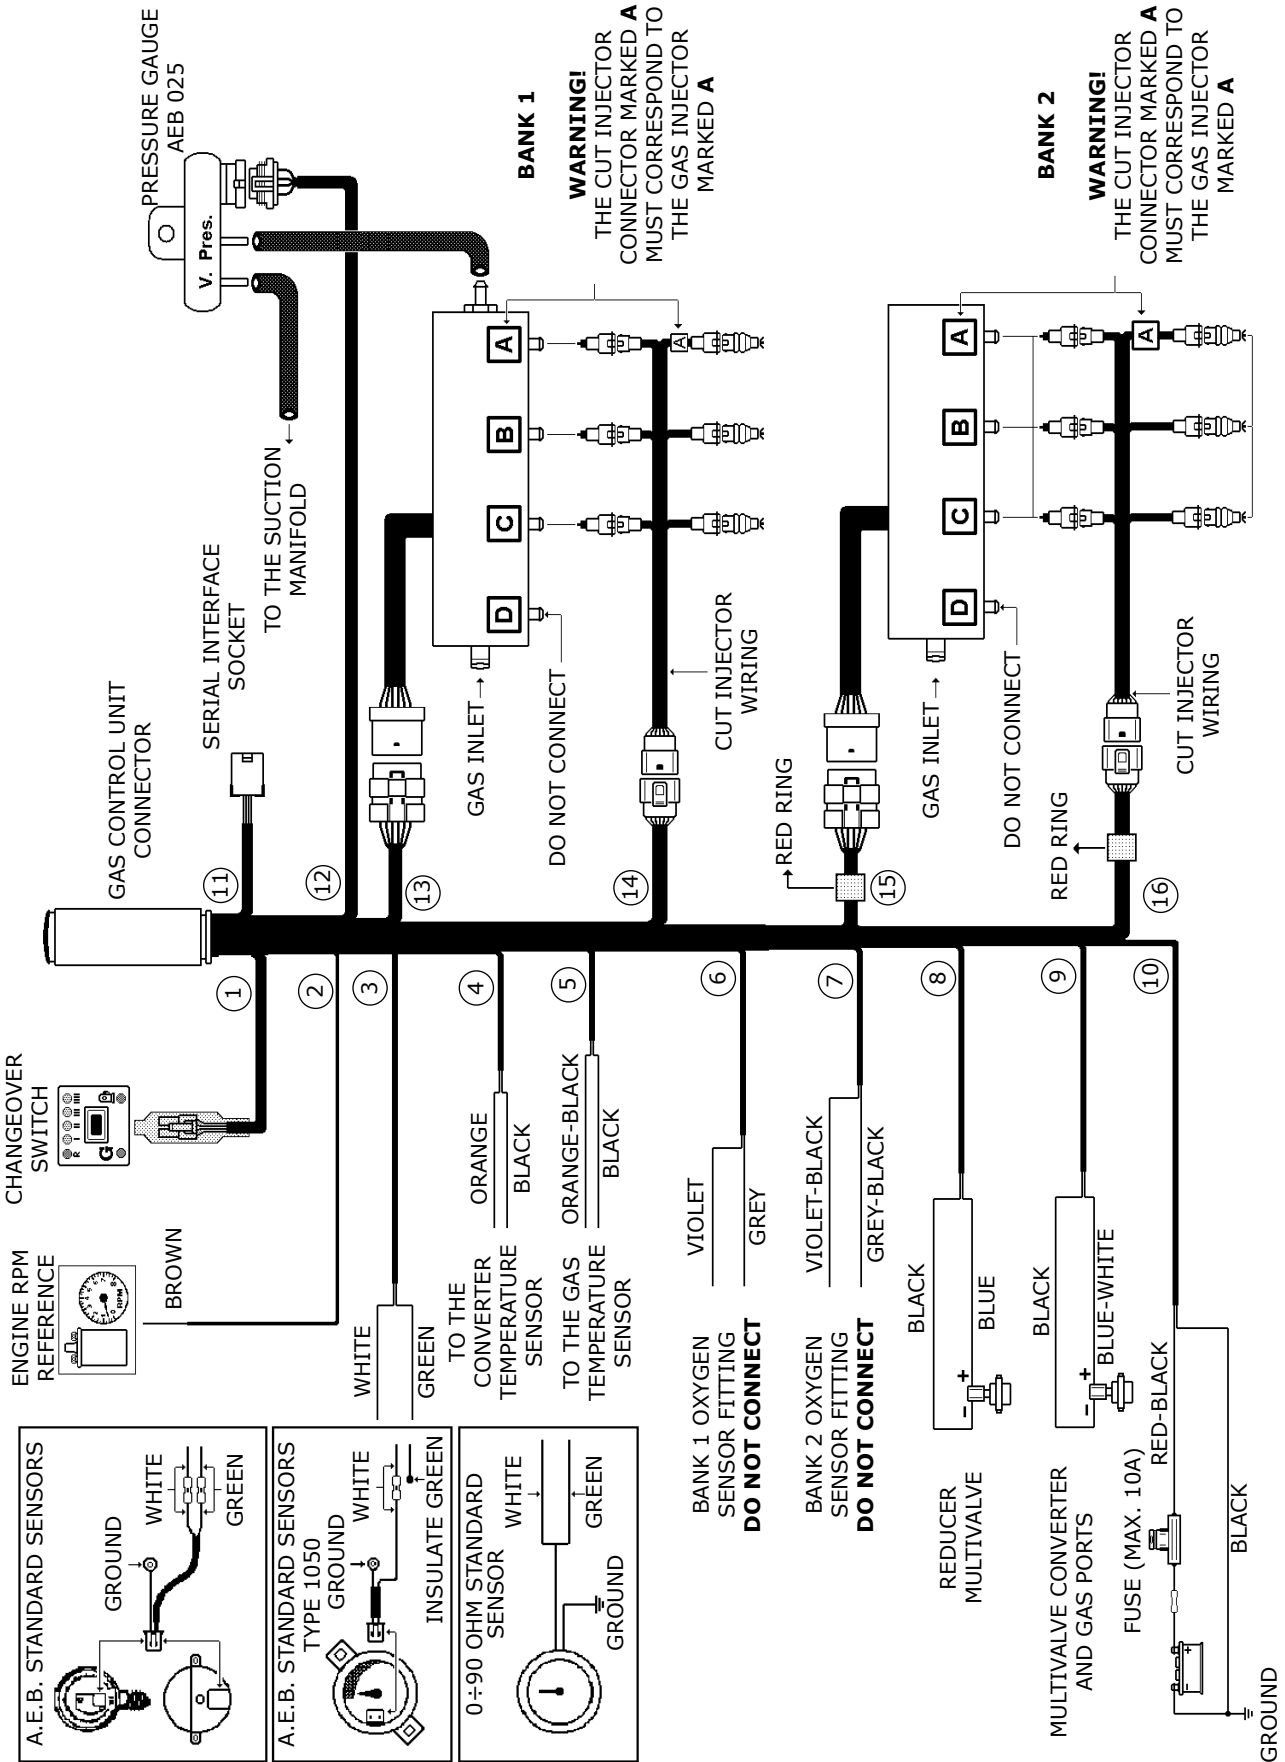 A.E.B. STANDARD SENSORS
GROUND
WHITE
GREEN
A.E.B. STANDARD SENSORS
TYPE 1050
GROUND
WHITE
INSULATE GREEN
0÷90 OHM STANDARD
SENSOR
WHITE
GREEN
GROUND
ENGINE RPM
REFERENCE
RPM
BROWN
CHANGEOVER
SWITCH
R I II III IIII
G
GAS CONTROL UNIT
CONNECTOR
SERIAL INTERFACE
SOCKET
PRESSURE GAUGE
AEB 025
V. Pres.
TO THE SUCTION
MANIFOLD
1
2
3
4
5
6
7
8
9
10
11
12
13
14
15
16
WHITE
GREEN
TO THE
CONVERTER
TEMPERATURE
SENSOR
ORANGE
BLACK
TO THE GAS
TEMPERATURE
SENSOR
ORANGE-BLACK
BLACK
BANK 1 OXYGEN
SENSOR FITTING
DO NOT CONNECT
VIOLET
GREY
BANK 2 OXYGEN
SENSOR FITTING
DO NOT CONNECT
VIOLET-BLACK
GREY-BLACK
REDUCER
MULTIVALVE
BLACK
BLUE
- +
MULTIVALVE CONVERTER
AND GAS PORTS
BLACK
BLUE-WHITE
- +
FUSE (MAX. 10A)
RED-BLACK
BLACK
- +
GROUND
GAS INLET
DO NOT CONNECT
D
C
B
A
A
CUT INJECTOR
WIRING
BANK 1
WARNING!
THE CUT INJECTOR
CONNECTOR MARKED A
MUST CORRESPOND TO
THE GAS INJECTOR
MARKED A
RED RING
GAS INLET
DO NOT CONNECT
D
C
B
A
A
RED RING
CUT INJECTOR
WIRING
BANK 2
WARNING!
THE CUT INJECTOR
CONNECTOR MARKED A
MUST CORRESPOND TO
THE GAS INJECTOR
MARKED A